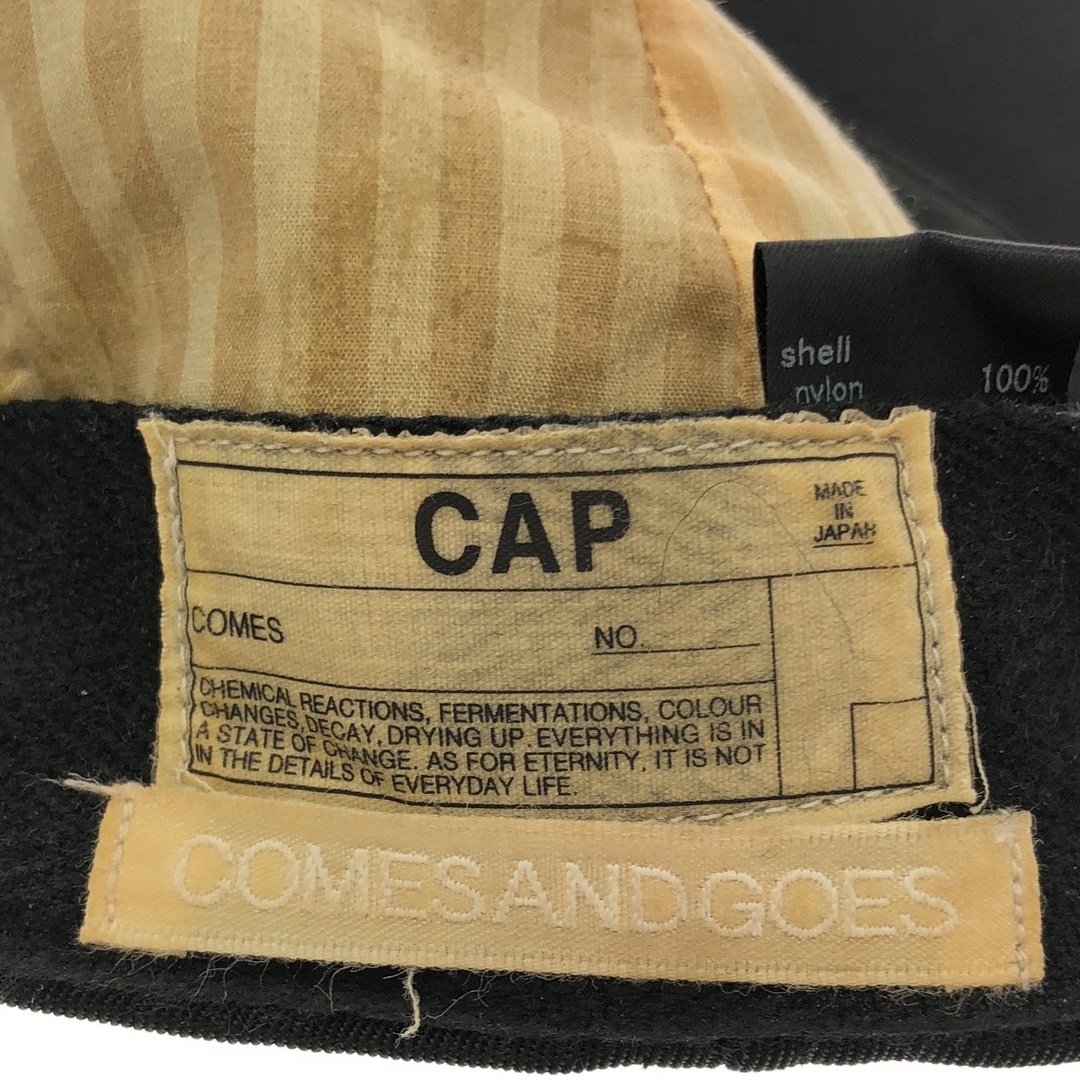 shell
nylon 100%
CAP
MADE
IN
JAPAN
COMES
NO.
CHEMICAL REACTIONS, FERMENTATIONS, COLOUR
CHANGES, DECAY, DRYING UP. EVERYTHING IS IN
A STATE OF CHANGE. AS FOR ETERNITY, IT IS NOT
IN THE DETAILS OF EVERYDAY LIFE.
COMESANDGOES